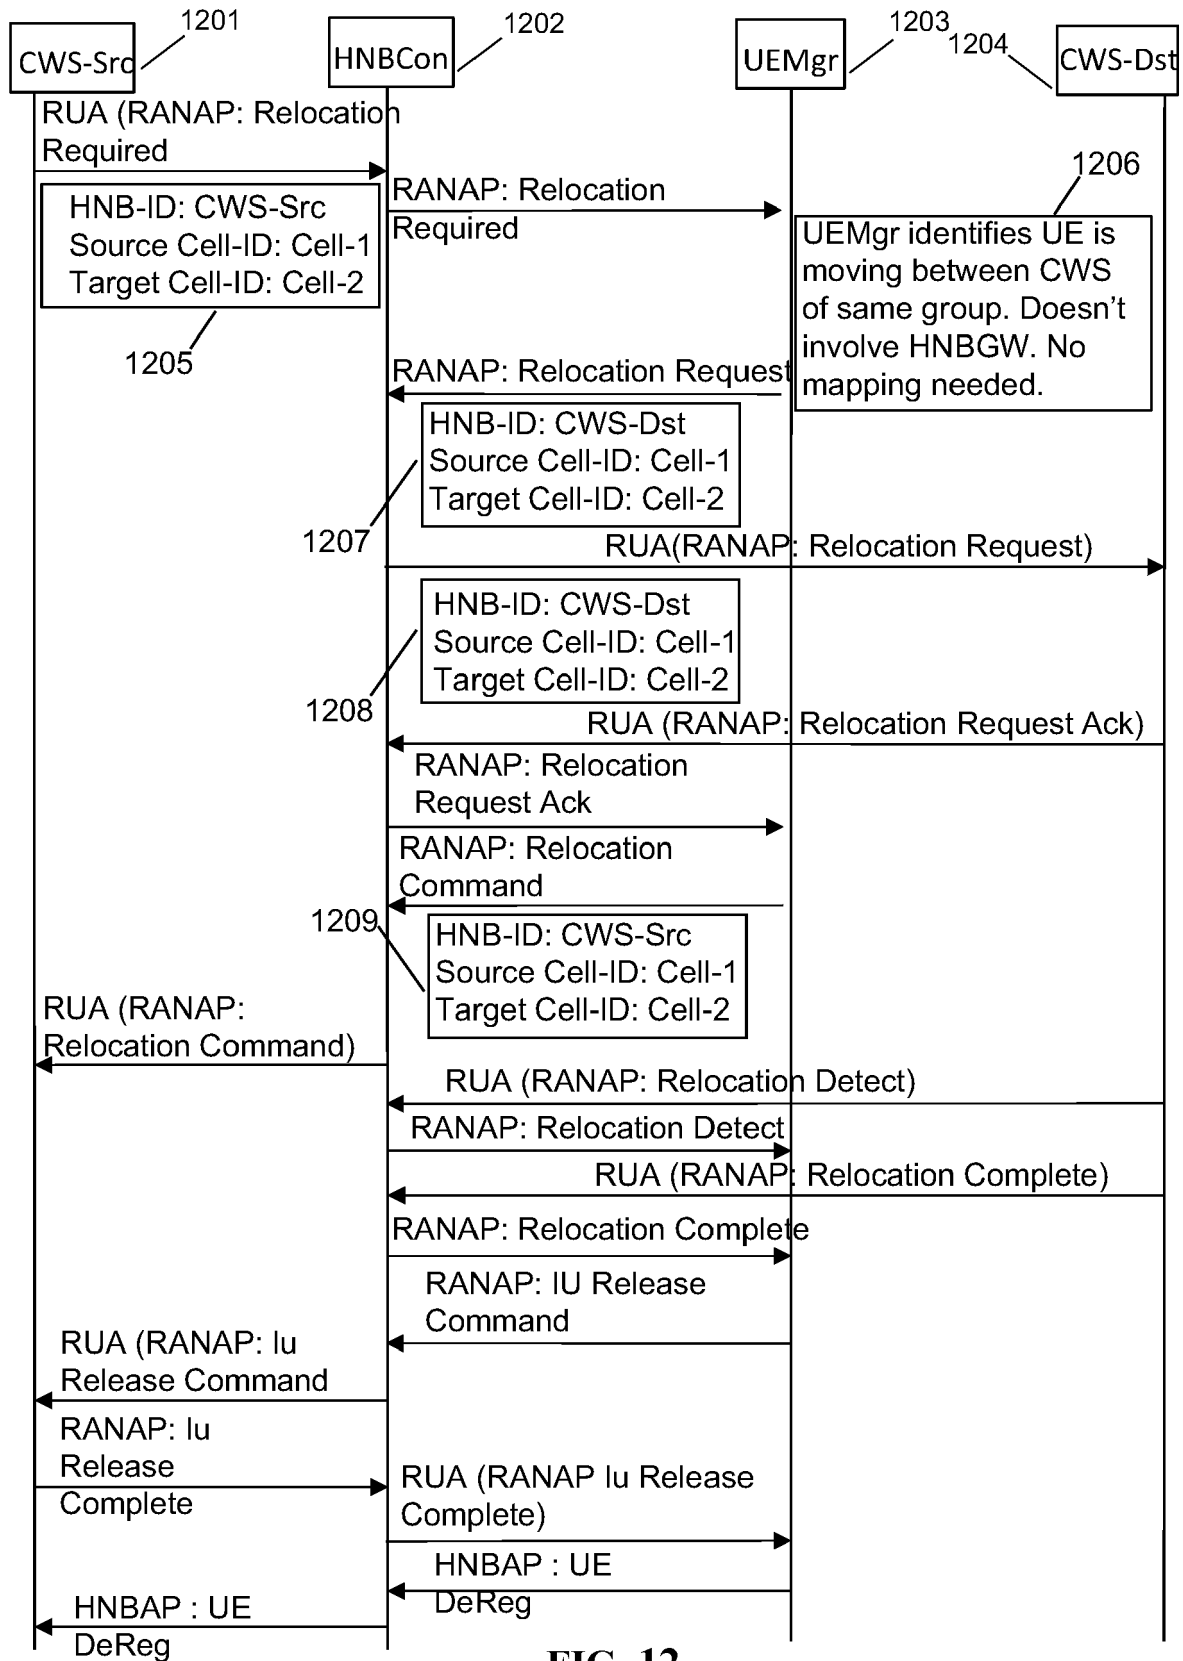 1201
1202
1203
1204
CWS-Src
HNBCon
UEMgr
CWS-Dst
RUA (RANAP: Relocation
Required
1206
HNB-ID: CWS-Src
Source Cell-ID: Cell-1
Target Cell-ID: Cell-2
1205
RANAP: Relocation
Required
UEMgr identifies UE is
moving between CWS
of same group. Doesn't
involve HNBGW. No
mapping needed.
RANAP: Relocation Request
HNB-ID: CWS-Dst
Source Cell-ID: Cell-1
Target Cell-ID: Cell-2
1207
RUA(RANAP: Relocation Request)
HNB-ID: CWS-Dst
Source Cell-ID: Cell-1
Target Cell-ID: Cell-2
1208
RUA (RANAP: Relocation Request Ack)
RANAP: Relocation
Request Ack
RANAP: Relocation
Command
1209
HNB-ID: CWS-Src
Source Cell-ID: Cell-1
Target Cell-ID: Cell-2
RUA (RANAP:
Relocation Command)
RUA (RANAP: Relocation Detect)
RANAP: Relocation Detect
RUA (RANAP: Relocation Complete)
RANAP: Relocation Complete
RANAP: IU Release
Command
RUA (RANAP: Iu
Release Command
RANAP: Iu
Release
Complete
RUA (RANAP Iu Release
Complete)
HNBAP : UE
DeReg
HNBAP : UE
DeReg
FIG. 12